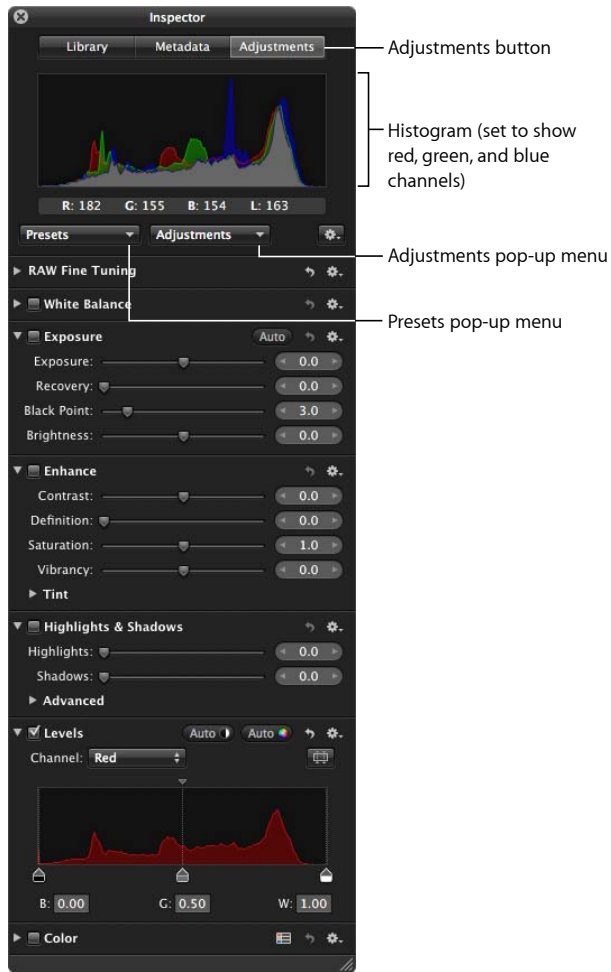 Inspector
Library Metadata Adjustments
Adjustments button
Histogram (set to show
red, green, and blue
channels)
R: 182 G: 155 B: 154 L: 163
Presets Adjustments
Adjustments pop-up menu
RAW Fine Tuning
White Balance
Presets pop-up menu
Exposure Auto
Exposure: 0.0
Recovery: 0.0
Black Point: 3.0
Brightness: 0.0
Enhance
Contrast: 0.0
Definition: 0.0
Saturation: 1.0
Vibrancy: 0.0
Tint
Highlights & Shadows
Highlights: 0.0
Shadows: 0.0
Advanced
Levels Auto Auto
Channel: Red
B: 0.00 G: 0.50 W: 1.00
Color